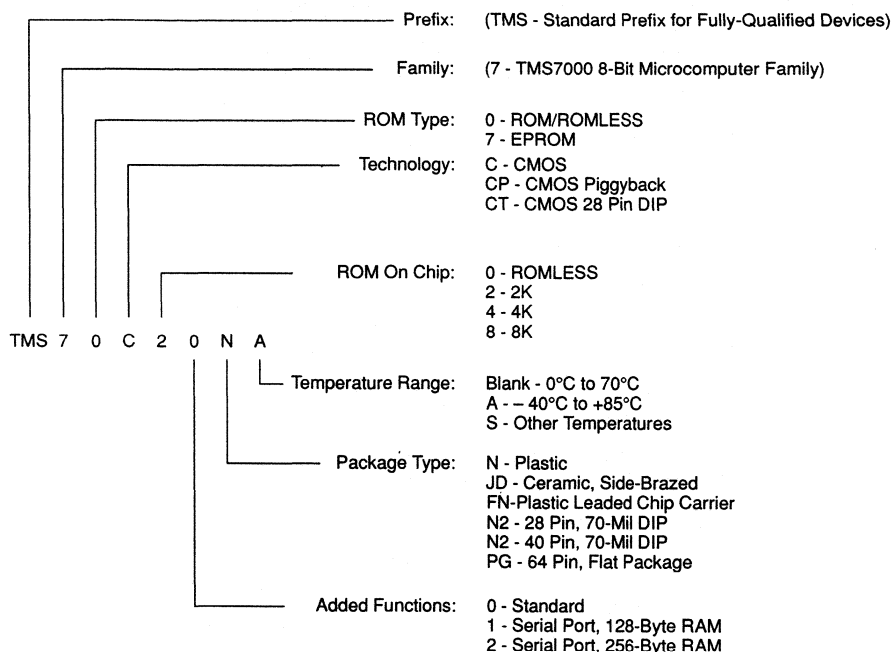 Prefix: (TMS - Standard Prefix for Fully-Qualified Devices)
Family: (7 - TMS7000 8-Bit Microcomputer Family)
ROM Type: 0 - ROM/ROMLESS
7 - EPROM
Technology: C - CMOS
CP - CMOS Piggyback
CT - CMOS 28 Pin DIP
ROM On Chip: 0 - ROMLESS
2 - 2K
4 - 4K
8 - 8K
TMS 7 0 C 2 0 N A
Temperature Range: Blank - 0°C to 70°C
A - – 40°C to +85°C
S - Other Temperatures
Package Type: N - Plastic
JD - Ceramic, Side-Brazed
FN-Plastic Leaded Chip Carrier
N2 - 28 Pin, 70-Mil DIP
N2 - 40 Pin, 70-Mil DIP
PG - 64 Pin, Flat Package
Added Functions: 0 - Standard
1 - Serial Port, 128-Byte RAM
2 - Serial Port, 256-Byte RAM